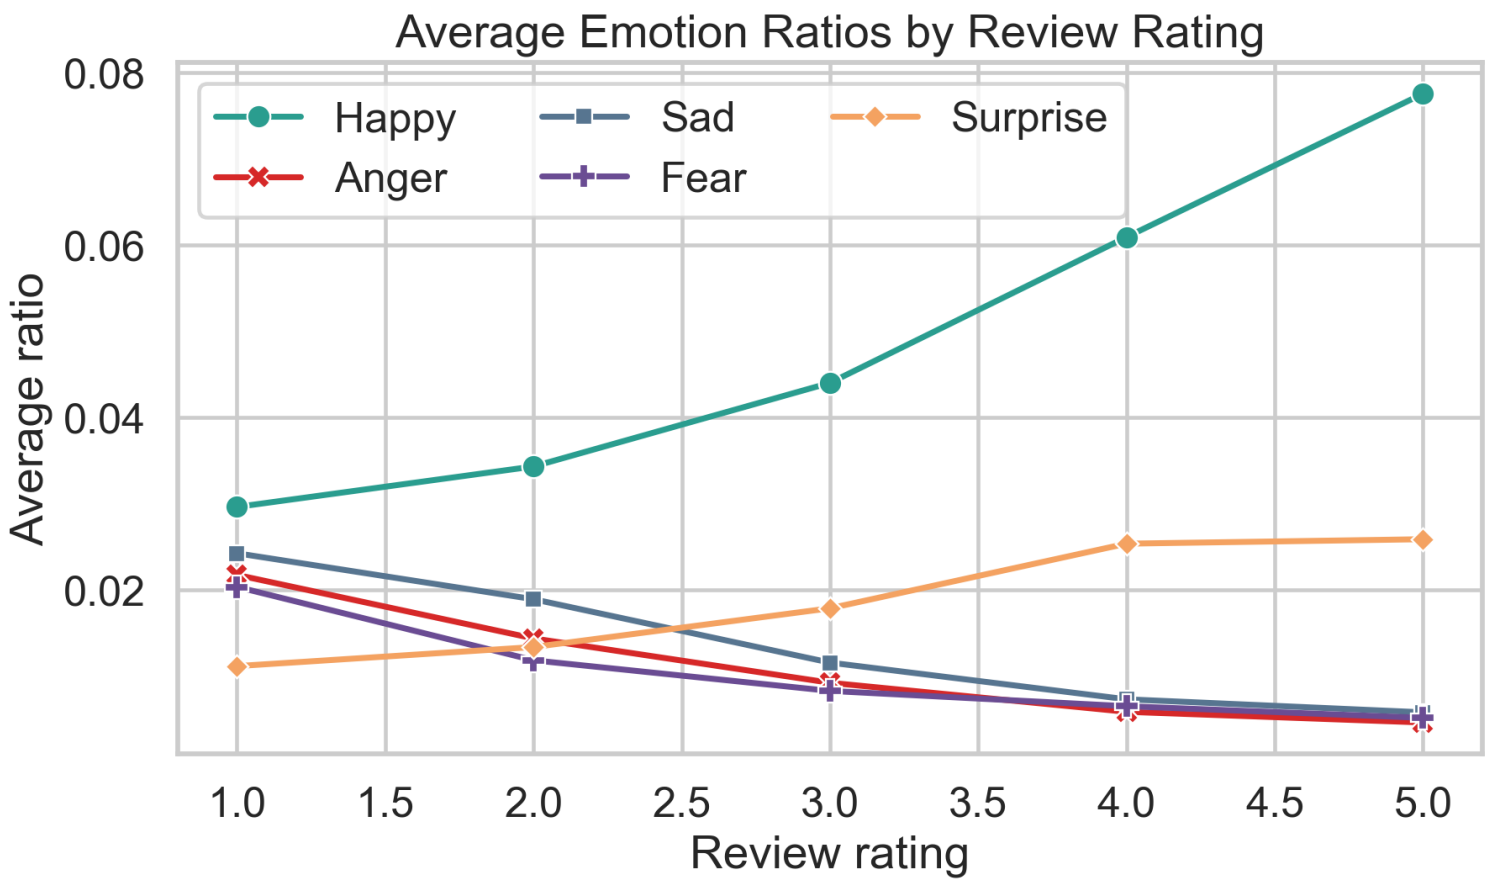 Average Emotion Ratios by Review Rating
0.08
0.06
0.04
0.02
Average ratio
Happy
Anger
Sad
Fear
Surprise
1.0 1.5 2.0 2.5 3.0 3.5 4.0 4.5 5.0
Review rating